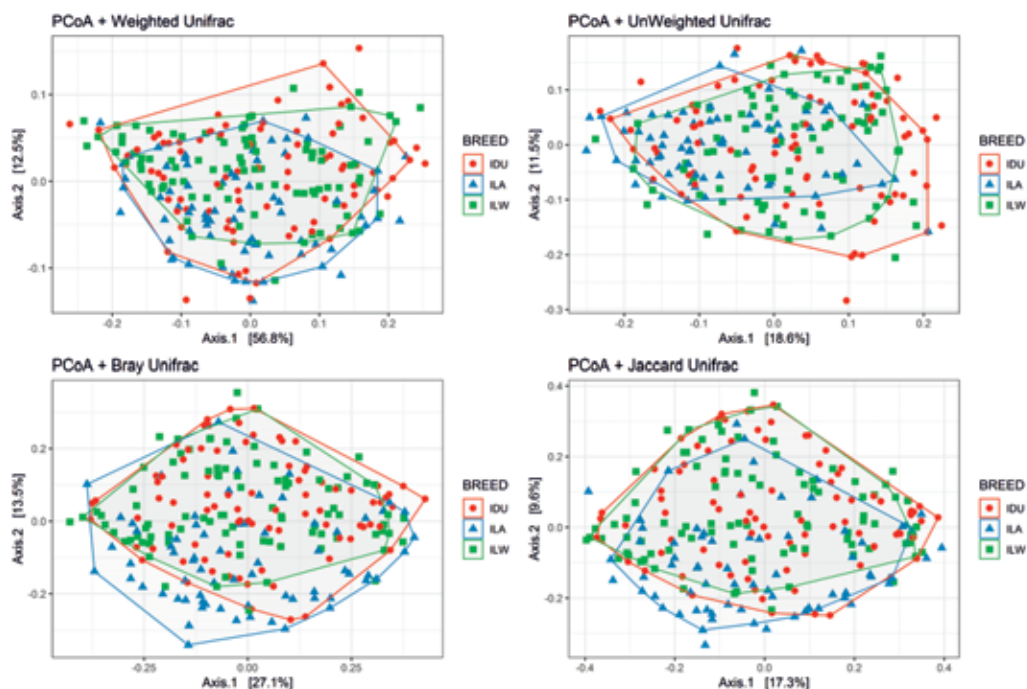 PCoA + Weighted Unifrac
0.1
0.0
-0.1
Axis.2 [12.5%]
-0.2
-0.1
0.0
0.1
0.2
Axis.1 [56.8%]
BREED
IDU
ILA
ILW
PCoA + UnWeighted Unifrac
0.1
0.0
-0.1
-0.2
-0.3
Axis.2 [11.5%]
-0.2
-0.1
0.0
0.1
0.2
Axis.1 [18.6%]
BREED
IDU
ILA
ILW
PCoA + Bray Unifrac
0.2
0.0
-0.2
Axis.2 [13.5%]
-0.25
0.00
0.25
Axis.1 [27.1%]
BREED
IDU
ILA
ILW
PCoA + Jaccard Unifrac
0.4
0.2
0.0
-0.2
Axis.2 [9.6%]
-0.4
-0.2
0.0
0.2
0.4
Axis.1 [17.3%]
BREED
IDU
ILA
ILW